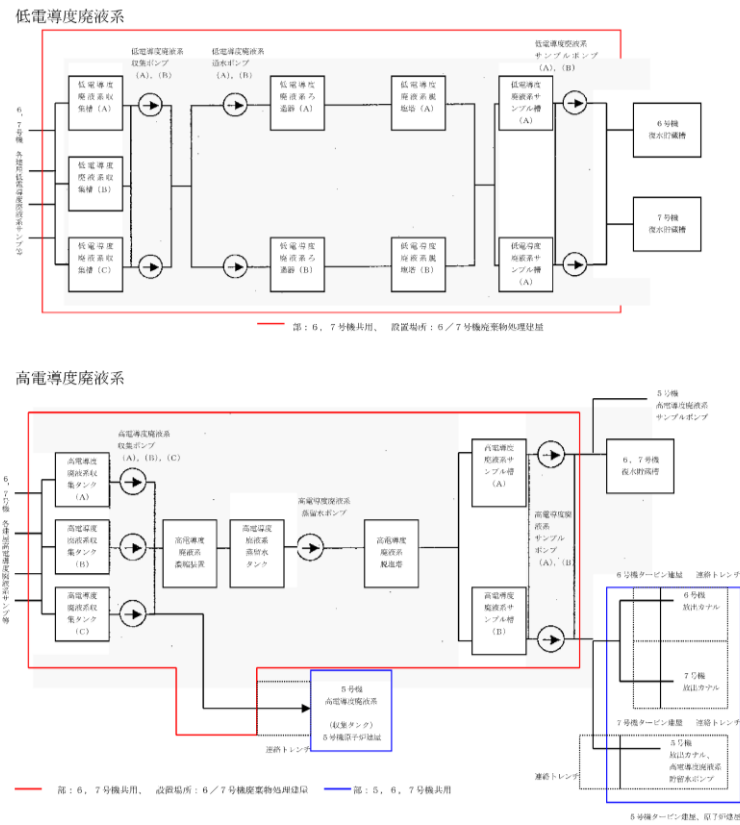 低電導度廃液系
低電導度廃液系
収集ポンプ
(A), (B)
低電導度廃液系
(A), (B)
低電導度廃液系
サンプルポンプ
(A), (B)
低電導度
廃液系収
集槽 (A)
低電導度
廃液系ろ
過器 (A)
低電導度
廃液系脱
塩塔 (A)
低電導度
廃液系サ
ンプル槽
(A)
6号機
復水貯蔵槽
6,7号機 各建屋低電導度廃液系サンプ等
低電導度
廃液系収
集槽 (B)
低電導度
廃液系収
集槽 (C)
低電導度
廃液系ろ
過器 (B)
低電導度
廃液系脱
塩塔 (B)
低電導度
廃液系サ
ンプル槽
(A)
7号機
復水貯蔵槽
部:6,7号機共用、 設置場所:6/7号機廃棄物処理建屋
高電導度廃液系
5号機
高電導度廃液系
サンプルポンプ
高電導度廃液系
収集ポンプ
(A), (B), (C)
高電導度
廃液系収
集タンク
(A)
高電導度
廃液系サ
ンプル槽
(A)
6,7号機
復水貯蔵槽
6,7号機 各建屋高電導度廃液系サンプ等
高電導度廃液系
蒸留水ポンプ
高電導度廃
液系
サンプル
ポンプ
(A), (B)
高電導度
廃液系収
集タンク
(B)
高電導度
廃液系
濃縮装置
高電導度
廃液系
蒸留水
タンク
高電導度
廃液系
脱塩塔
高電導度
廃液系収
集タンク
(C)
高電導度
廃液系サ
ンプル槽
(B)
6号機タービン建屋 連絡トレンチ
6号機
放出カナル
7号機
放出カナル
7号機タービン建屋 連絡トレンチ
5号機
高電導度廃液系
(収集タンク)
5号機原子炉建屋
連絡トレンチ
5号機
放出カナル、
高電導度廃液系
貯留水ポンプ
連絡トレンチ
部:6,7号機共用、 設置場所:6/7号機廃棄物処理建屋
部:5,6,7号機共用
5号機タービン建屋、原子炉建屋